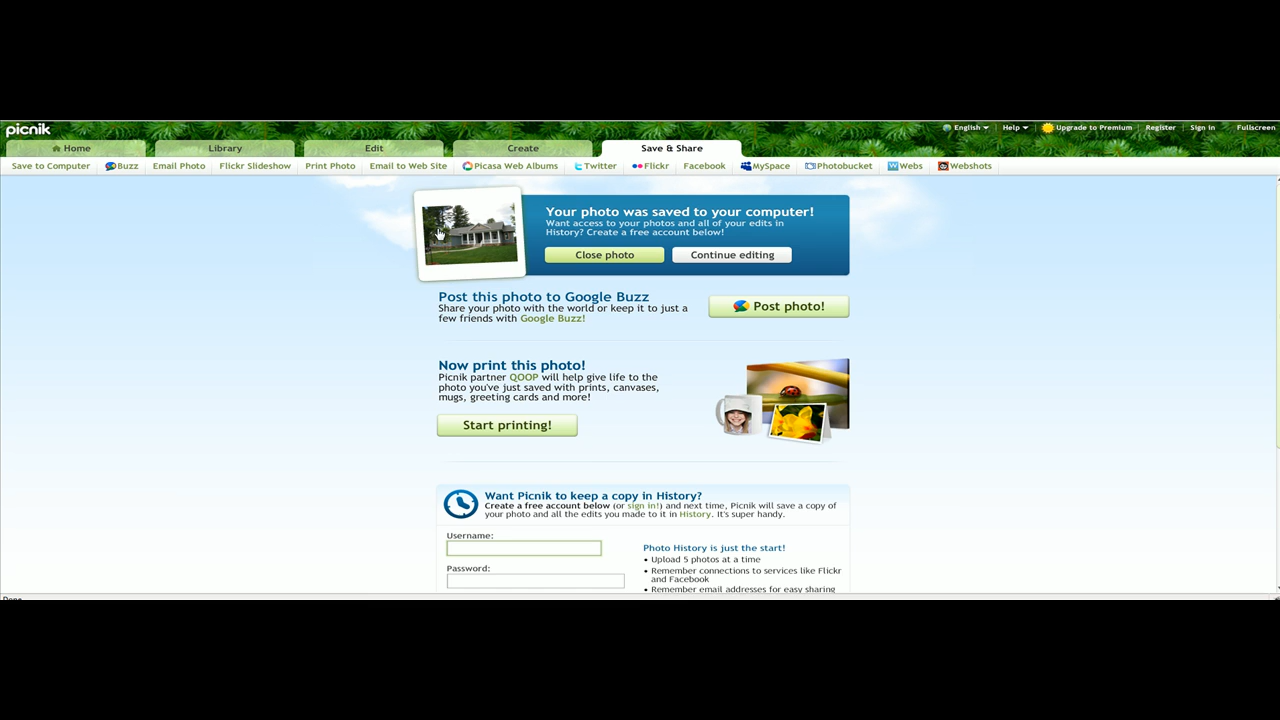 picnik
English
Help
Upgrade to Premium
Register
Sign in
Fullscreen
Home
Library
Edit
Create
Save & Share
Save to Computer
Buzz
Email Photo
Flickr Slideshow
Print Photo
Email to Web Site
Picasa Web Albums
Twitter
Flickr
Facebook
MySpace
Photobucket
Webs
Webshots
Your photo was saved to your computer!
Want access to your photos and all of your edits in
History? Create a free account below!
Close photo
Continue editing
Post this photo to Google Buzz
Share your photo with the world or keep it to just a
few friends with Google Buzz!
Post photo!
Now print this photo!
Picnik partner QOOP will help give life to the
photo you've just saved with prints, canvases,
mugs, greeting cards and more!
Start printing!
Want Picnik to keep a copy in History?
Create a free account below (or sign in!) and next time, Picnik will save a copy of
your photo and all the edits you made to it in History. It's super handy.
Username:
Password:
Photo History is just the start!
• Upload 5 photos at a time
• Remember connections to services like Flickr
and Facebook
• Remember email addresses for easy sharing
Done